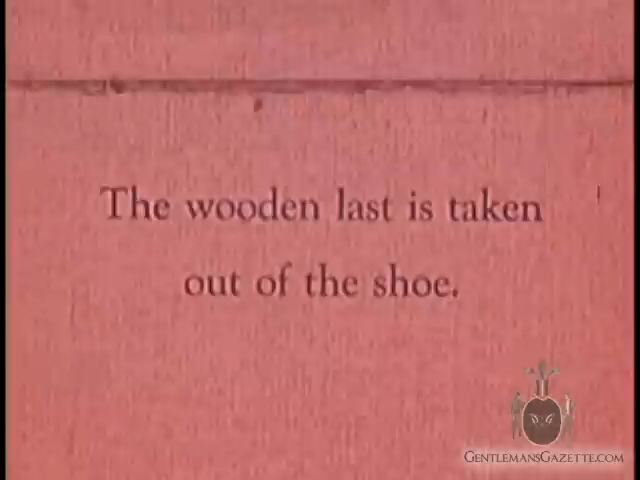 The wooden last is taken
out of the shoe.
GENTLEMANSGAZETTE.COM